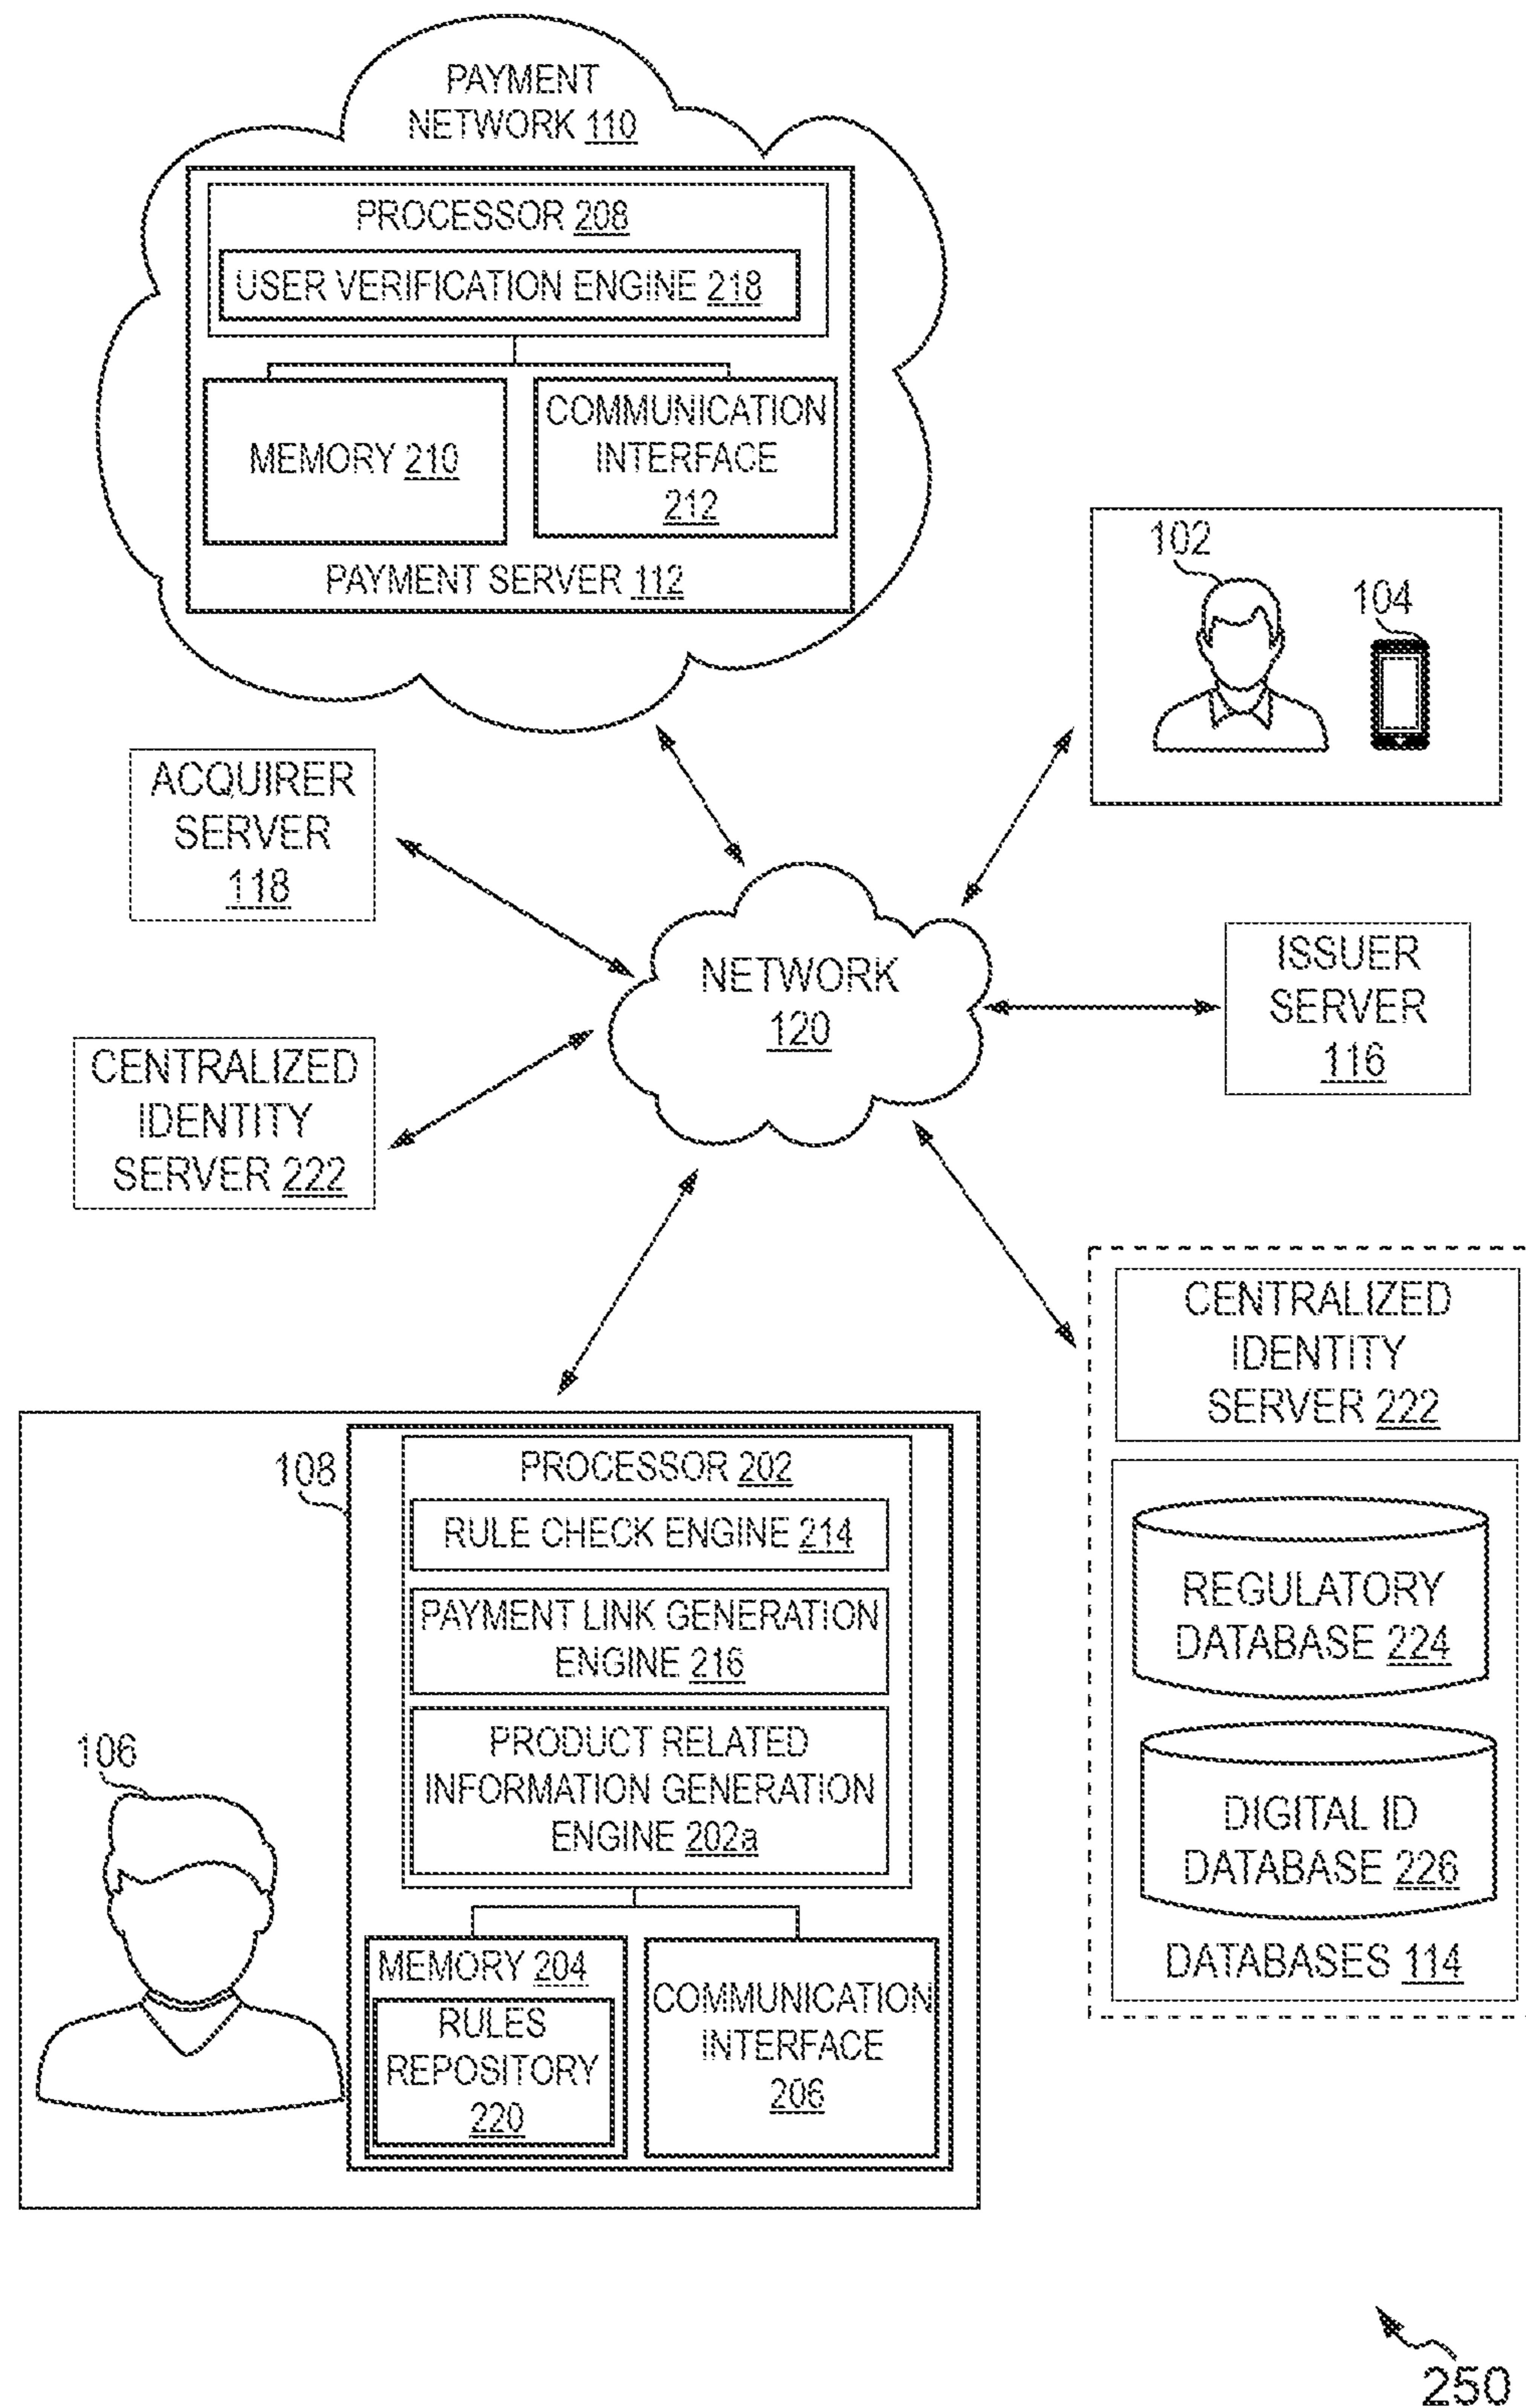 PAYMENT
NETWORK 110
PROCESSOR 208
USER VERIFICATION ENGINE 218
MEMORY 210
COMMUNICATION
INTERFACE
212
PAYMENT SERVER 112
102
104
ACQUIRER
SERVER
118
NETWORK
120
ISSUER
SERVER
116
CENTRALIZED
IDENTITY
SERVER 222
CENTRALIZED
IDENTITY
SERVER 222
REGULATORY
DATABASE 224
DIGITAL ID
DATABASE 226
DATABASES 114
108
PROCESSOR 202
RULE CHECK ENGINE 214
PAYMENT LINK GENERATION
ENGINE 216
PRODUCT RELATED
INFORMATION GENERATION
ENGINE 202a
106
MEMORY 204
RULES
REPOSITORY
220
COMMUNICATION
INTERFACE
206
250